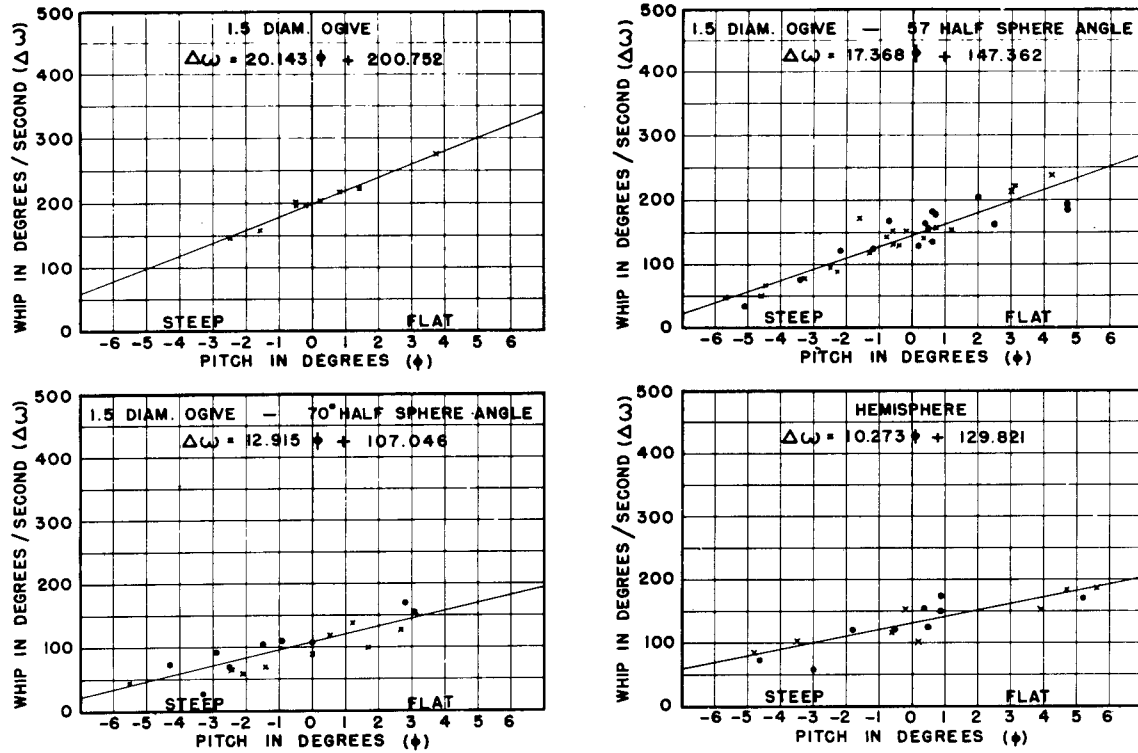 WHIP IN DEGREES / SECOND (Δω)
500
400
300
200
100
0
1.5 DIAM. OGIVE
Δω = 20.143 ϕ + 200.752
STEEP FLAT
-6 -5 -4 -3 -2 -1 0 1 2 3 4 5 6
PITCH IN DEGREES (ϕ)
WHIP IN DEGREES / SECOND (Δω)
500
400
300
200
100
0
1.5 DIAM. OGIVE — 57 HALF SPHERE ANGLE
Δω = 17.368 ϕ + 147.362
STEEP FLAT
-6 -5 -4 -3 -2 -1 0 1 2 3 4 5 6
PITCH IN DEGREES (ϕ)
WHIP IN DEGREES / SECOND (Δω)
500
400
300
200
100
0
1.5 DIAM. OGIVE — 70° HALF SPHERE ANGLE
Δω = 12.915 ϕ + 107.046
STEEP FLAT
-6 -5 -4 -3 -2 -1 0 1 2 3 4 5 6
PITCH IN DEGREES (ϕ)
WHIP IN DEGREES / SECOND (Δω)
500
400
300
200
100
0
HEMISPHERE
Δω = 10.273 ϕ + 129.821
STEEP FLAT
-6 -5 -4 -3 -2 -1 0 1 2 3 4 5 6
PITCH IN DEGREES (ϕ)